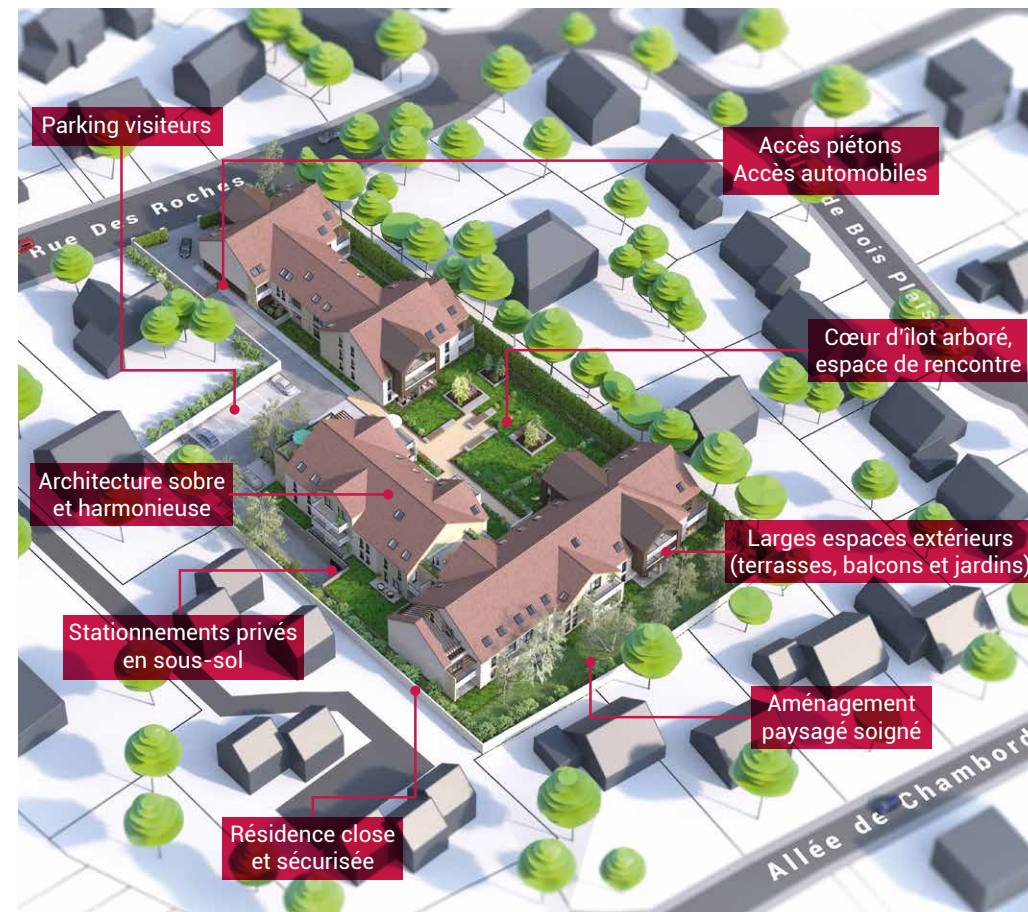 Parking visiteurs
Accès piétons
Accès automobiles
Rue Des Roches
de Bois Plaisir
Cœur d'îlot arboré,
espace de rencontre
Architecture sobre
et harmonieuse
Larges espaces extérieurs
(terrasses, balcons et jardins)
Stationnements privés
en sous-sol
Aménagement
paysagé soigné
Résidence close
et sécurisée
Allée de Chambord